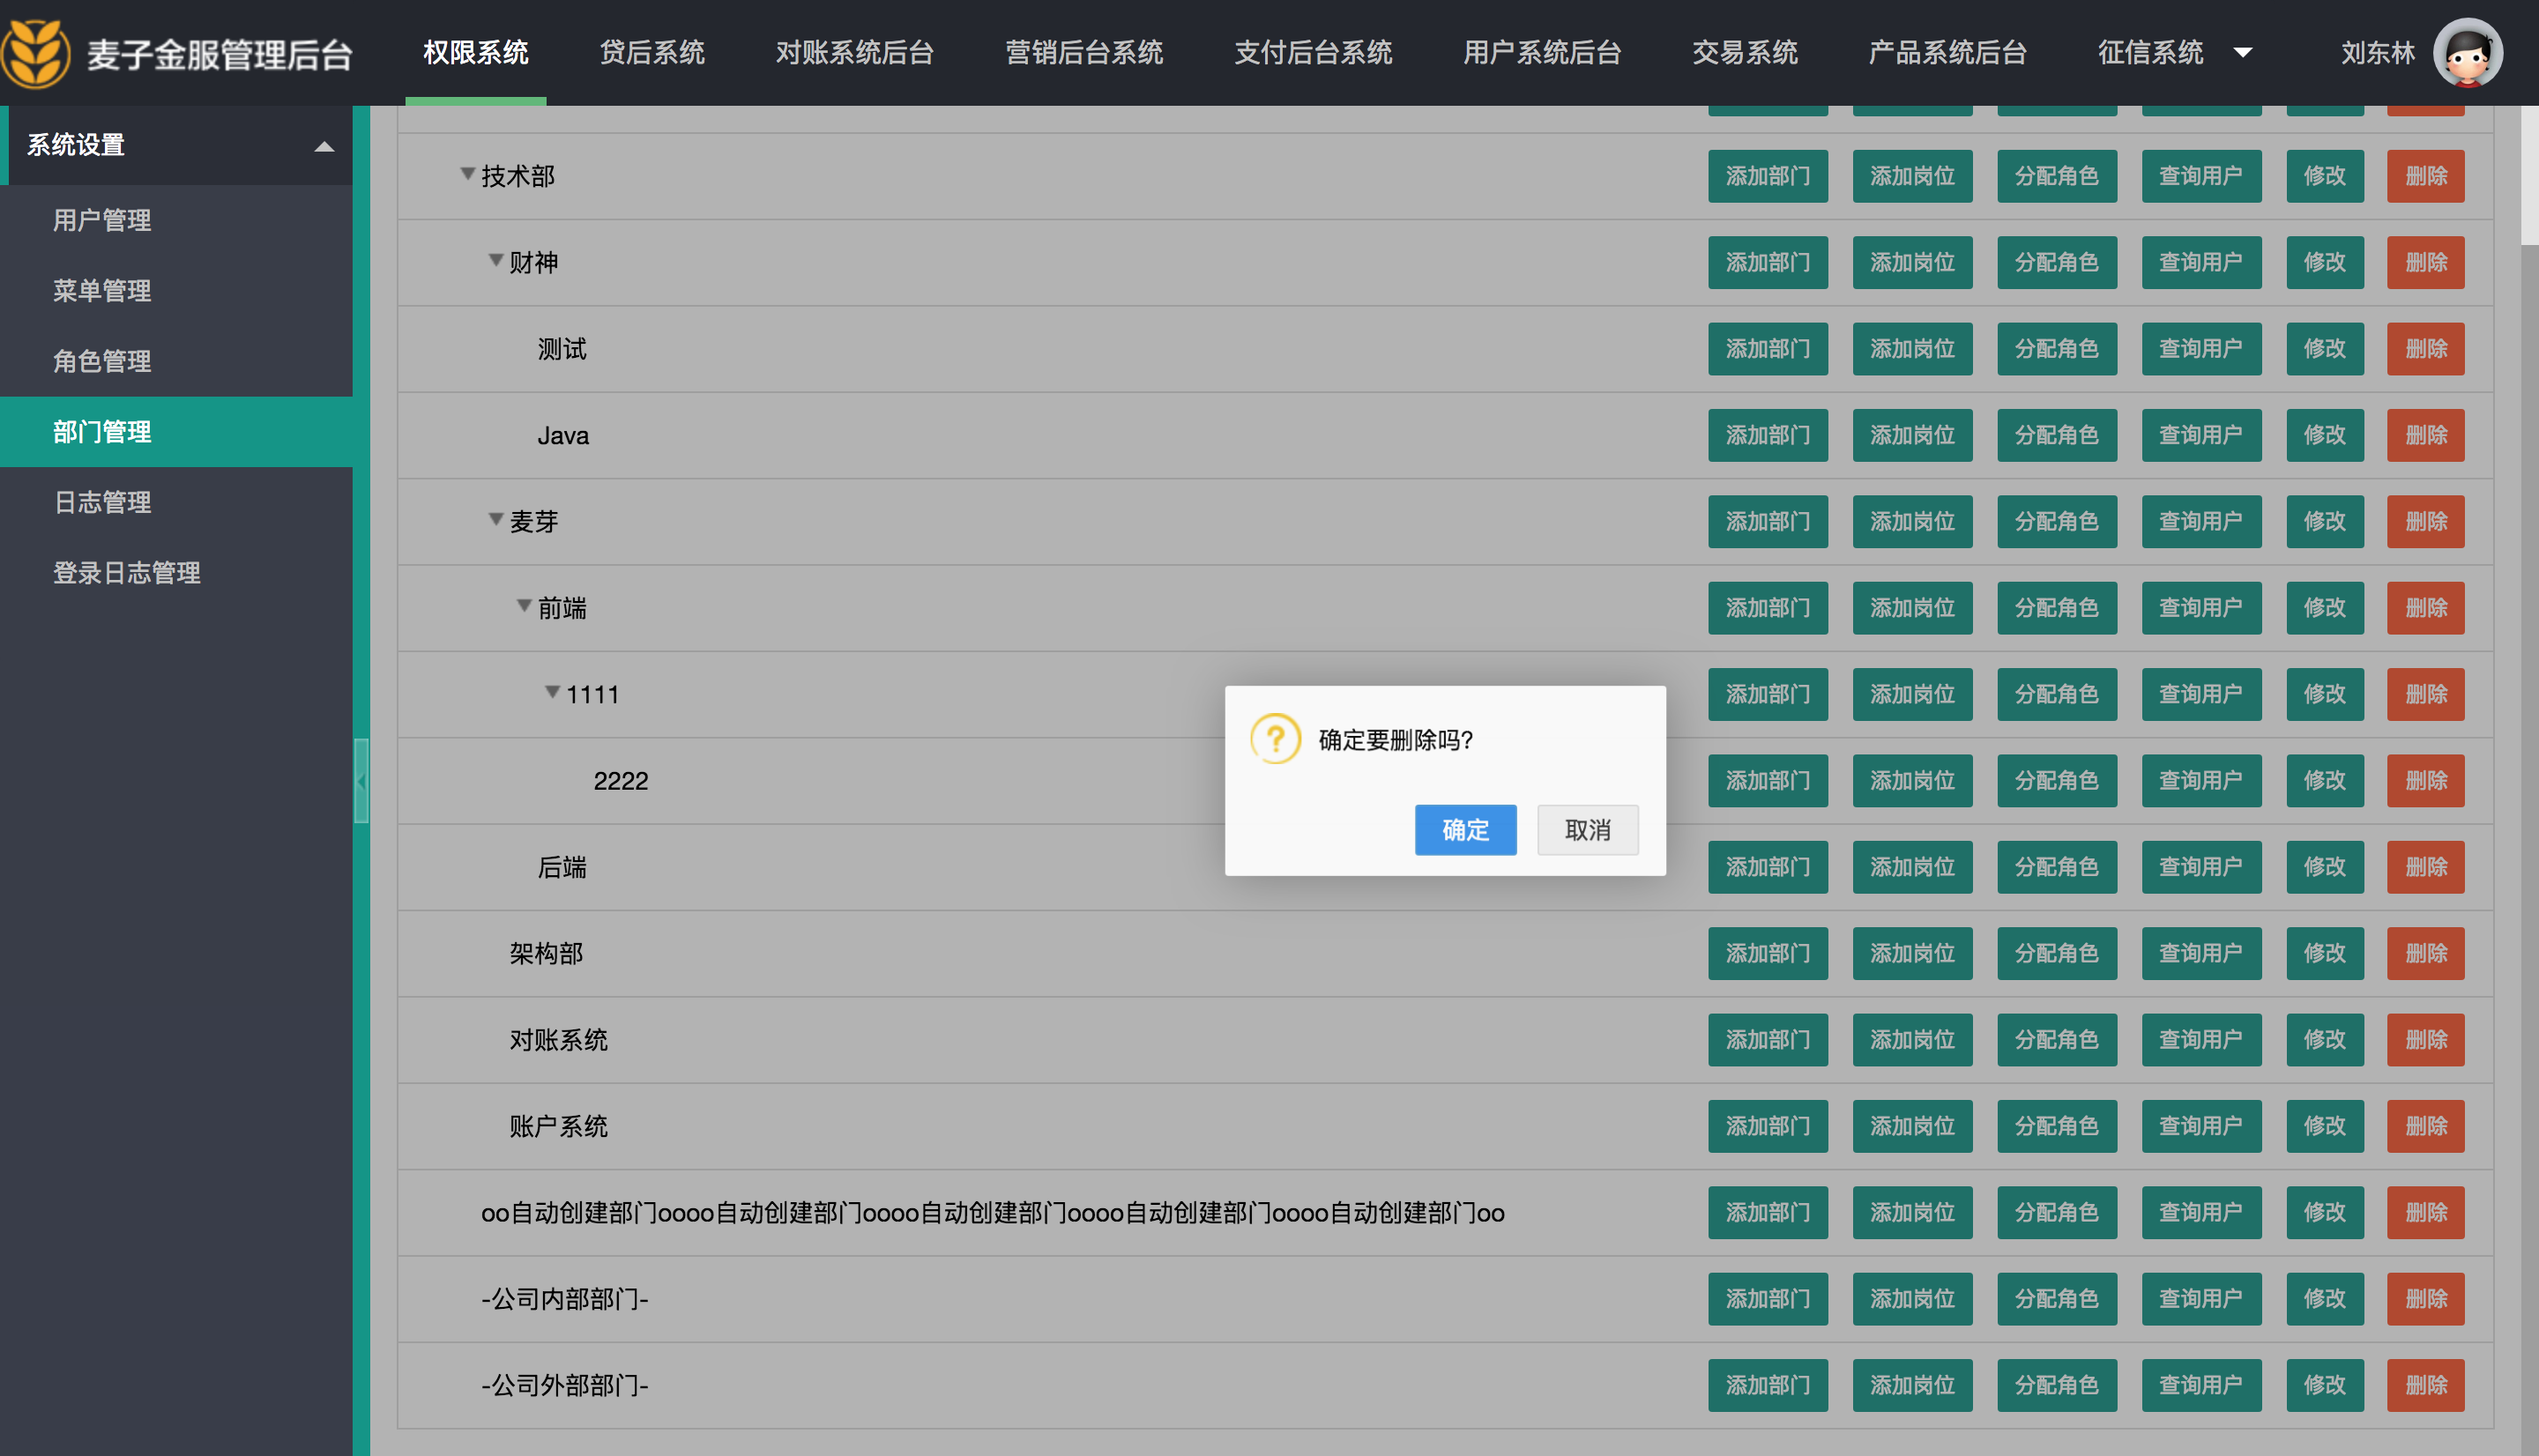 麦子金服管理后台 权限系统 贷后系统 对账系统后台 营销后台系统 支付后台系统 用户系统后台 交易系统 产品系统后台 征信系统 刘东林
系统设置
用户管理
菜单管理
角色管理
部门管理
日志管理
登录日志管理
技术部 添加部门 添加岗位 分配角色 查询用户 修改 删除
财神 添加部门 添加岗位 分配角色 查询用户 修改 删除
测试 添加部门 添加岗位 分配角色 查询用户 修改 删除
Java 添加部门 添加岗位 分配角色 查询用户 修改 删除
麦芽 添加部门 添加岗位 分配角色 查询用户 修改 删除
前端 添加部门 添加岗位 分配角色 查询用户 修改 删除
1111 添加部门 添加岗位 分配角色 查询用户 修改 删除
2222 添加部门 添加岗位 分配角色 查询用户 修改 删除
后端 添加部门 添加岗位 分配角色 查询用户 修改 删除
架构部 添加部门 添加岗位 分配角色 查询用户 修改 删除
对账系统 添加部门 添加岗位 分配角色 查询用户 修改 删除
账户系统 添加部门 添加岗位 分配角色 查询用户 修改 删除
oo自动创建部门oooo自动创建部门oooo自动创建部门oooo自动创建部门oooo自动创建部门oo 添加部门 添加岗位 分配角色 查询用户 修改 删除
-公司内部部门- 添加部门 添加岗位 分配角色 查询用户 修改 删除
-公司外部部门- 添加部门 添加岗位 分配角色 查询用户 修改 删除
确定要删除吗?
确定 取消